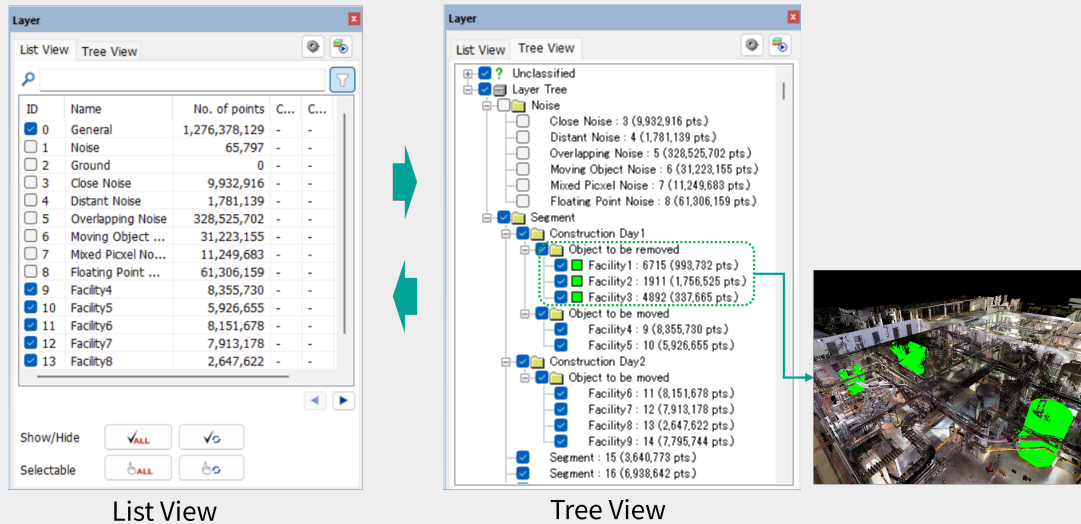 Layer
List View Tree View
ID Name No. of points C... C...
0 General 1,276,378,129 - -
1 Noise 65,797 - -
2 Ground 0 - -
3 Close Noise 9,932,916 - -
4 Distant Noise 1,781,139 - -
5 Overlapping Noise 328,525,702 - -
6 Moving Object ... 31,223,155 - -
7 Mixed Picxel No... 11,249,683 - -
8 Floating Point ... 61,306,159 - -
9 Facility4 8,355,730 - -
10 Facility5 5,926,655 - -
11 Facility6 8,151,678 - -
12 Facility7 7,913,178 - -
13 Facility8 2,647,622 - -
Show/Hide ALL
Selectable ALL
List View
Layer
List View Tree View
? Unclassified
Layer Tree
Noise
Close Noise : 3 (9,932,916 pts.)
Distant Noise : 4 (1,781,139 pts.)
Overlapping Noise : 5 (328,525,702 pts.)
Moving Object Noise : 6 (31,223,155 pts.)
Mixed Picxel Noise : 7 (11,249,683 pts.)
Floating Point Noise : 8 (61,306,159 pts.)
Segment
Construction Day1
Object to be removed
Facility1 : 6715 (993,732 pts.)
Facility2 : 1911 (1,756,525 pts.)
Facility3 : 4892 (337,665 pts.)
Object to be moved
Facility4 : 9 (8,355,730 pts.)
Facility5 : 10 (5,926,655 pts.)
Construction Day2
Object to be moved
Facility6 : 11 (8,151,678 pts.)
Facility7 : 12 (7,913,178 pts.)
Facility8 : 13 (2,647,622 pts.)
Facility9 : 14 (7,795,744 pts.)
Segment : 15 (3,640,773 pts.)
Segment : 16 (6,938,642 pts.)
Tree View